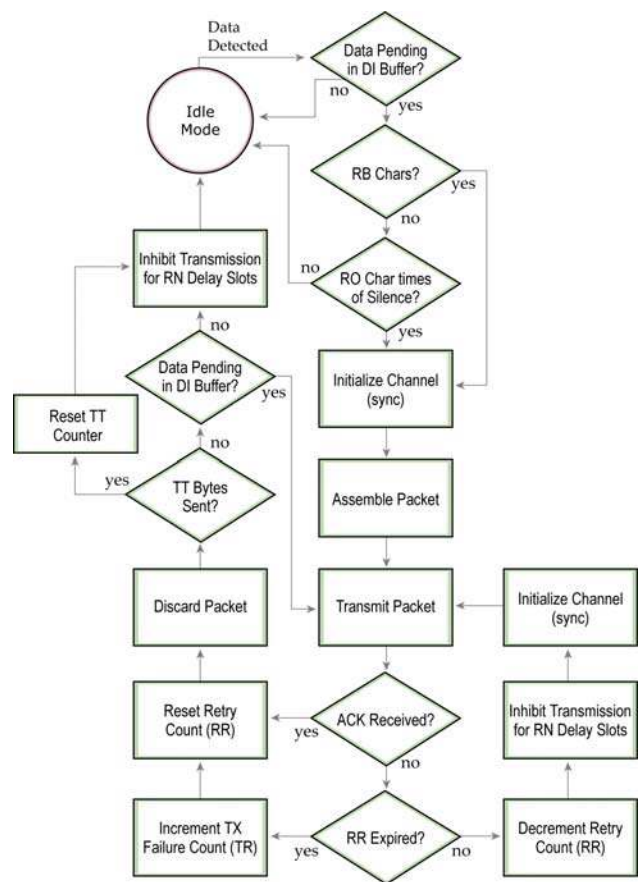 Data
Detected
Data Pending
in DI Buffer?
no
yes
Idle
Mode
RB Chars?
yes
no
Inhibit Transmission
for RN Delay Slots
no
RO Char times
of Silence?
yes
no
Data Pending
in DI Buffer?
yes
Initialize Channel
(sync)
Reset TT
Counter
no
yes
TT Bytes
Sent?
Assemble Packet
Discard Packet
Transmit Packet
Initialize Channel
(sync)
Reset Retry
Count (RR)
yes
ACK Received?
no
Inhibit Transmission
for RN Delay Slots
Increment TX
Failure Count (TR)
yes
RR Expired?
no
Decrement Retry
Count (RR)